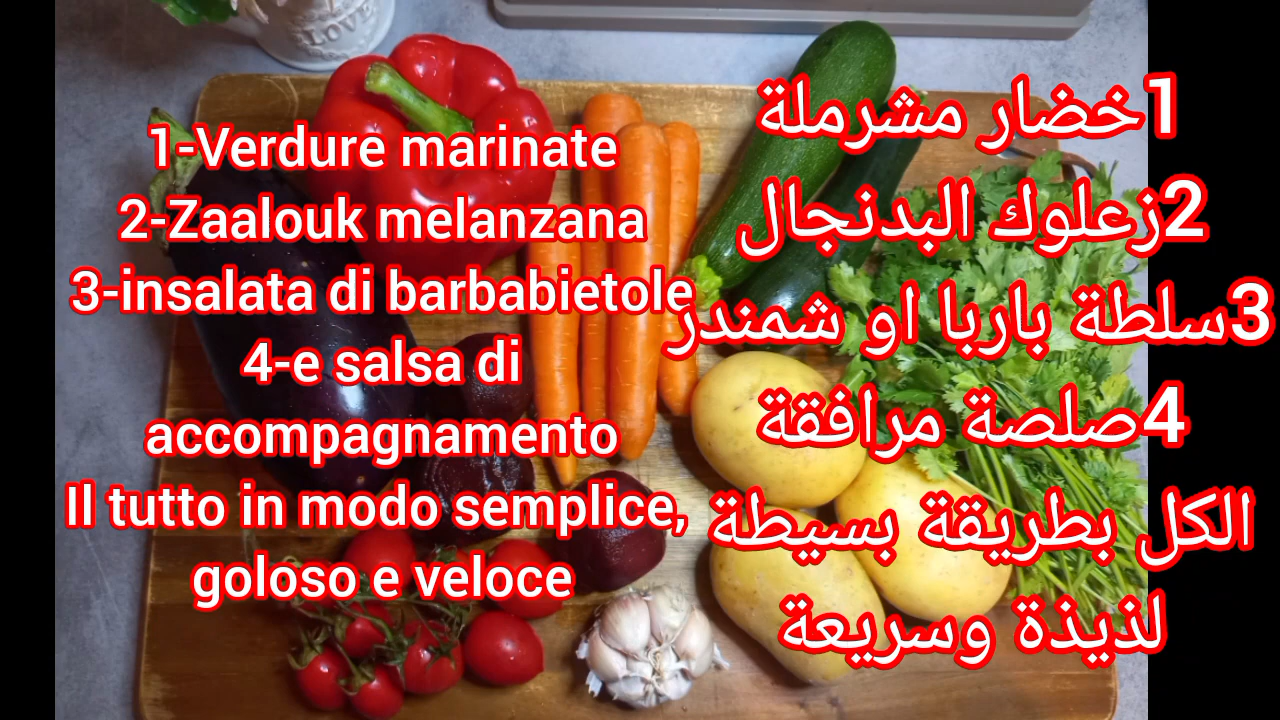 LOVE
1-Verdure marinate
2-Zaalouk melanzana
3-insalata di barbabietole
4-e salsa di
accompagnamento
Il tutto in modo semplice,
goloso e veloce
1خضار مشرملة
2زعلوك البدنجال
3سلطة باربا او شمندر
4صلصة مرافقة
الكل بطريقة بسيطة
لذيذة وسريعة